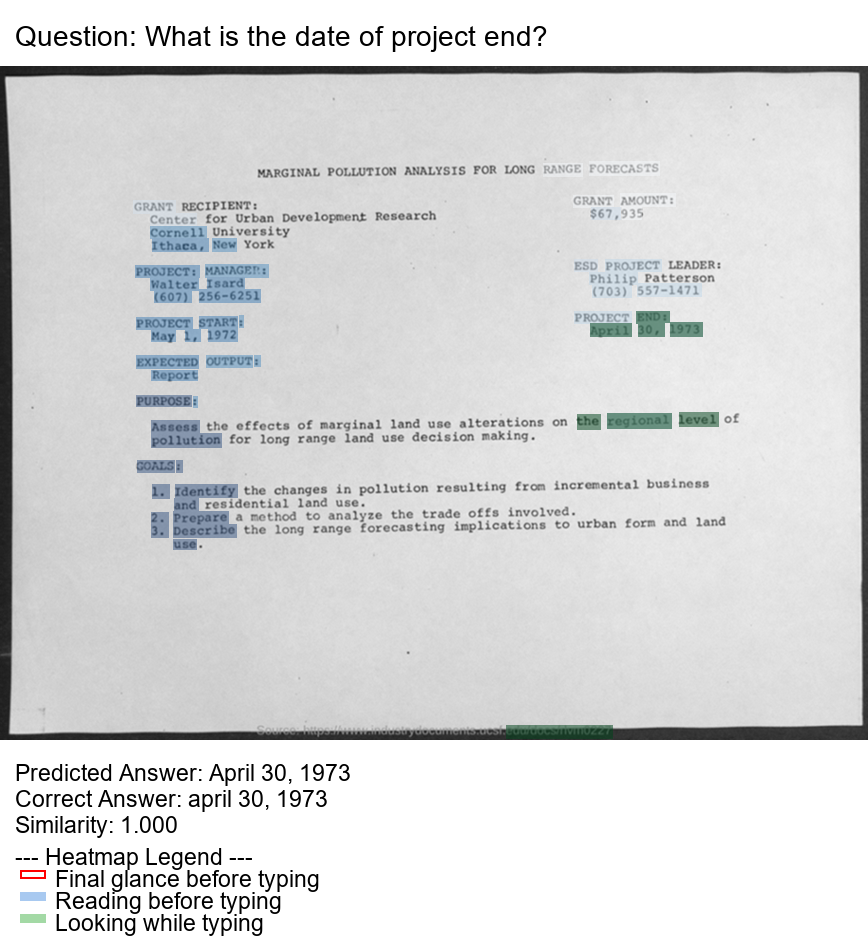 Question: What is the date of project end?
MARGINAL POLLUTION ANALYSIS FOR LONG RANGE FORECASTS
GRANT RECIPIENT:
Center for Urban Development Research
Cornell University
Ithaca, New York
GRANT AMOUNT:
$67,935
PROJECT: MANAGER:
Walter Isard
(607) 256-6251
ESD PROJECT LEADER:
Philip Patterson
(703) 557-1471
PROJECT START:
May 1, 1972
PROJECT END:
April 30, 1973
EXPECTED OUTPUT:
Report
PURPOSE:
Assess the effects of marginal land use alterations on the regional level of
pollution for long range land use decision making.
GOALS:
1. Identify the changes in pollution resulting from incremental business
and residential land use.
2. Prepare a method to analyze the trade offs involved.
3. Describe the long range forecasting implications to urban form and land
use.
Source: https://www.industrydocuments.ucsf.
Predicted Answer: April 30, 1973
Correct Answer: april 30, 1973
Similarity: 1.000
--- Heatmap Legend ---
Final glance before typing
Reading before typing
Looking while typing